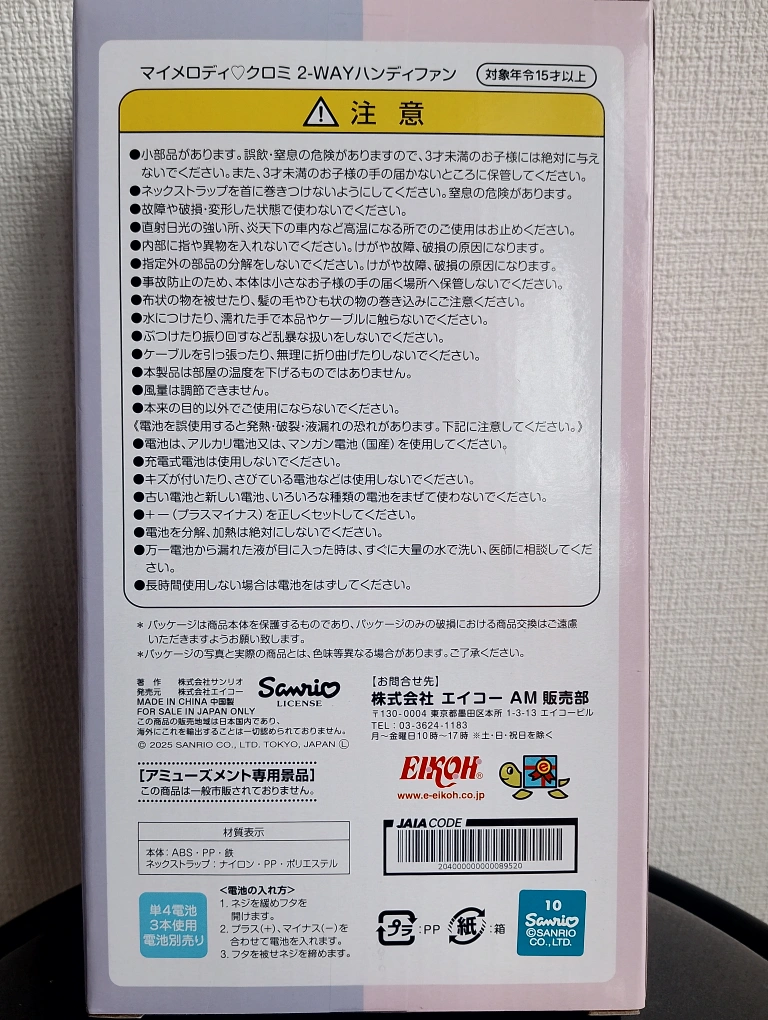 マイメロディ♡クロミ 2-WAYハンディファン
対象年令15才以上
注意
●小部品があります。誤飲・窒息の危険がありますので、3才未満のお子様には絶対に与え
ないでください。また、3才未満のお子様の手の届かないところに保管してください。
●ネックストラップを首に巻きつけないようにしてください。窒息の危険があります。
●故障や破損・変形した状態で使わないでください。
●直射日光の強い所、炎天下の車内など高温になる所でのご使用はお止めください。
●内部に指や異物を入れないでください。けがや故障、破損の原因になります。
●指定外の部品の分解をしないでください。けがや故障、破損の原因になります。
●事故防止のため、本体は小さなお子様の手の届く場所へ保管しないでください。
●布状の物を被せたり、髪の毛やひも状の物の巻き込みにご注意ください。
●水につけたり、濡れた手で本品やケーブルに触らないでください。
●ぶつけたり振り回すなど乱暴な扱いをしないでください。
●ケーブルを引っ張ったり、無理に折り曲げたりしないでください。
●本製品は部屋の温度を下げるものではありません。
●風量は調節できません。
●本来の目的以外でご使用にならないでください。
《電池を誤使用すると発熱・破裂・液漏れの恐れがあります。下記に注意してください。》
●電池は、アルカリ電池又は、マンガン電池(国産)を使用してください。
●充電式電池は使用しないでください。
●キズが付いたり、さびている電池などは使用しないでください。
●古い電池と新しい電池、いろいろな種類の電池をまぜて使わないでください。
●+-(プラスマイナス)を正しくセットしてください。
●電池を分解、加熱は絶対にしないでください。
●万一電池から漏れた液が目に入った時は、すぐに大量の水で洗い、医師に相談してくだ
さい。
●長時間使用しない場合は電池をはずしてください。
*パッケージは商品本体を保護するものであり、パッケージのみの破損における商品交換はご遠慮
いただきますようお願い致します。
*パッケージの写真と実際の商品とは、色味等異なる場合があります。ご了承ください。
著作 株式会社サンリオ
発売元 株式会社エイコー
MADE IN CHINA 中国製
FOR SALE IN JAPAN ONLY
この商品の販売地域は日本国内であり、
海外にこれを輸出することは一切認められておりません。
© 2025 SANRIO CO., LTD. TOKYO, JAPAN Ⓛ
Sanrio
LICENSE
【お問合せ先】
株式会社 エイコー AM 販売部
〒130-0004 東京都墨田区本所 1-3-13 エイコービル
TEL:03-3624-1183
月~金曜日10時~17時 ※土・日・祝日を除く
【アミューズメント専用景品】
この商品は一般市販されておりません。
EIKOH®
www.e-eikoh.co.jp
材質表示
本体:ABS・PP・鉄
ネックストラップ:ナイロン・PP・ポリエステル
JAIA CODE
204000000000089520
単4電池
3本使用
電池別売り
<電池の入れ方>
1. ネジを緩めフタを
開けます。
2. プラス(+)、マイナス(-)を
合わせて電池を入れます。
3. フタを被せネジを締めます。
プラ:PP
紙:箱
10
Sanrio
©SANRIO
CO., LTD.